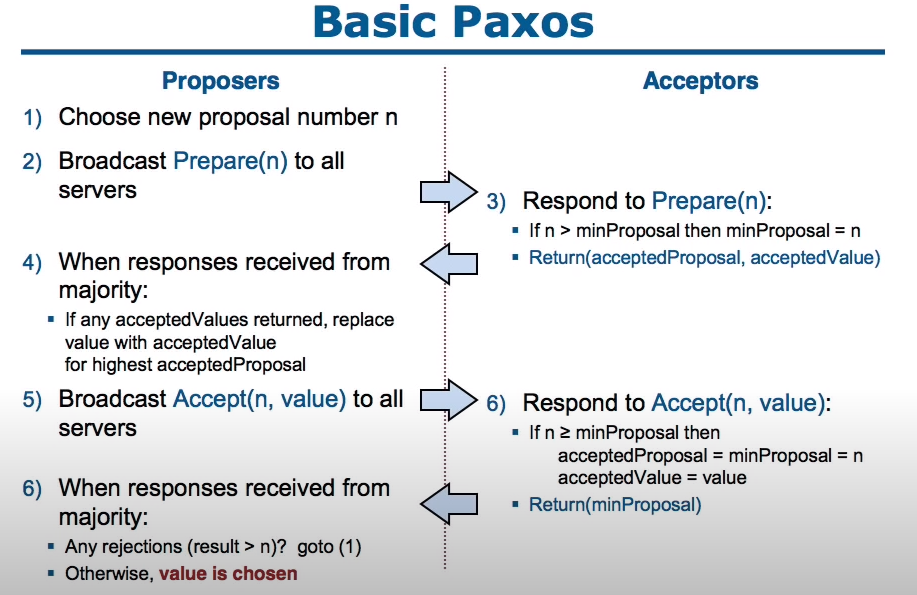 Basic Paxos
Proposers
1) Choose new proposal number n
2) Broadcast Prepare(n) to all
servers
4) When responses received from
majority:
▪ If any acceptedValues returned, replace
value with acceptedValue
for highest acceptedProposal
5) Broadcast Accept(n, value) to all
servers
6) When responses received from
majority:
▪ Any rejections (result > n)? goto (1)
▪ Otherwise, value is chosen
Acceptors
3) Respond to Prepare(n):
▪ If n > minProposal then minProposal = n
▪ Return(acceptedProposal, acceptedValue)
6) Respond to Accept(n, value):
▪ If n ≥ minProposal then
acceptedProposal = minProposal = n
acceptedValue = value
▪ Return(minProposal)